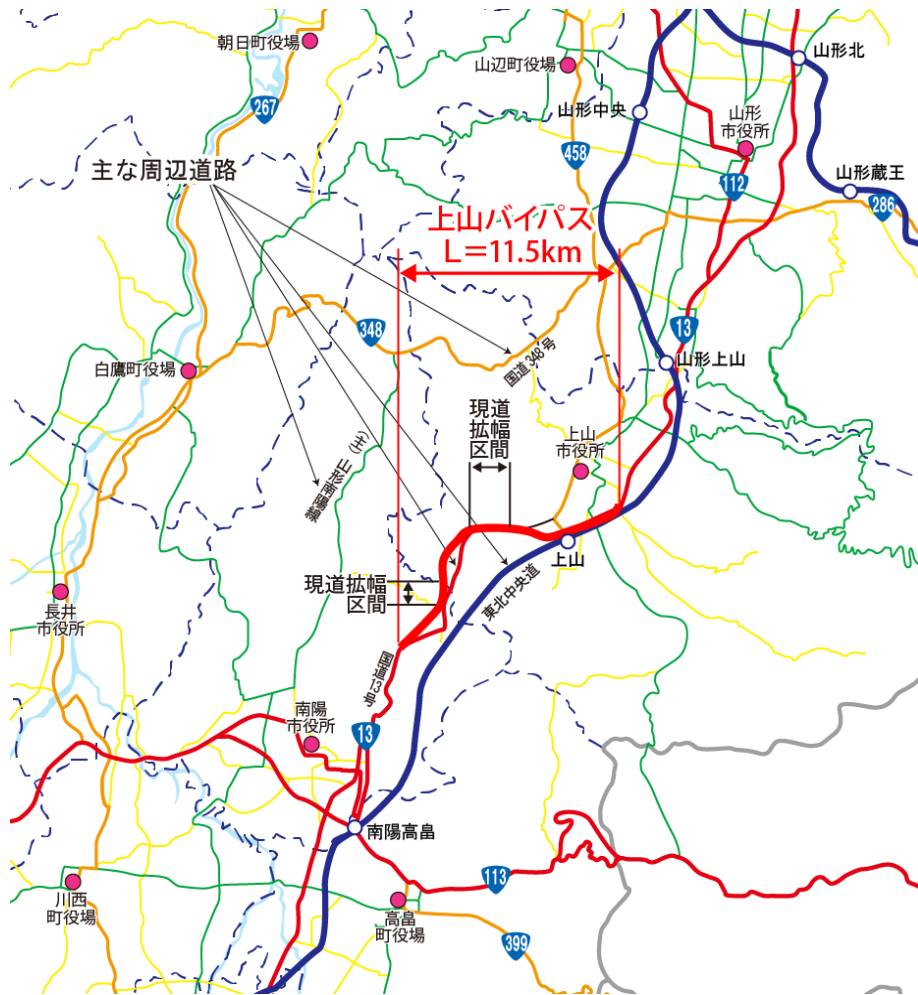 朝日町役場
山形北
山辺町役場
267
山形中央
山形
市役所
458
112
山形蔵王
286
主な周辺道路
上山バイパス
L=11.5km
348
国道348号
13
山形上山
白鷹町役場
現道
拡幅
区間
上山
市役所
(主)山形南陽線
上山
現道拡幅
区間
東北中央道
長井
市役所
国道13号
南陽
市役所
13
南陽高畠
113
川西
町役場
高畠
町役場
399